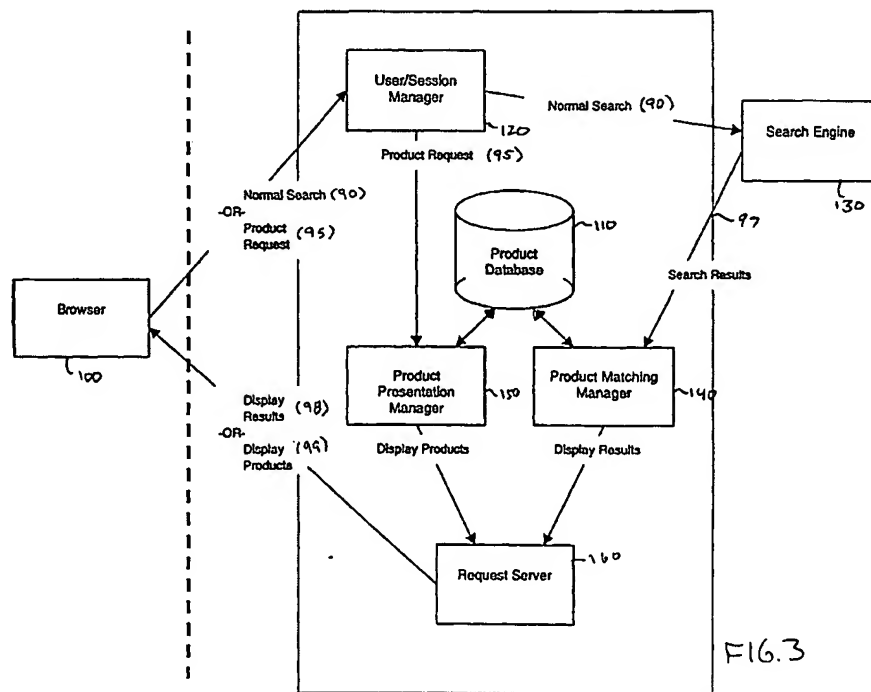 User/Session
Manager
120
Normal Search (90)
Search Engine
130
Product Request (95)
Normal Search (90)
-OR-
Product (95)
Request
110
Product
Database
97
Search Results
Browser
100
Product
Presentation
Manager
150
Product Matching
Manager
140
Display (98)
Results
-OR-
Display (99)
Products
Display Products
Display Results
Request Server
160
FIG.3